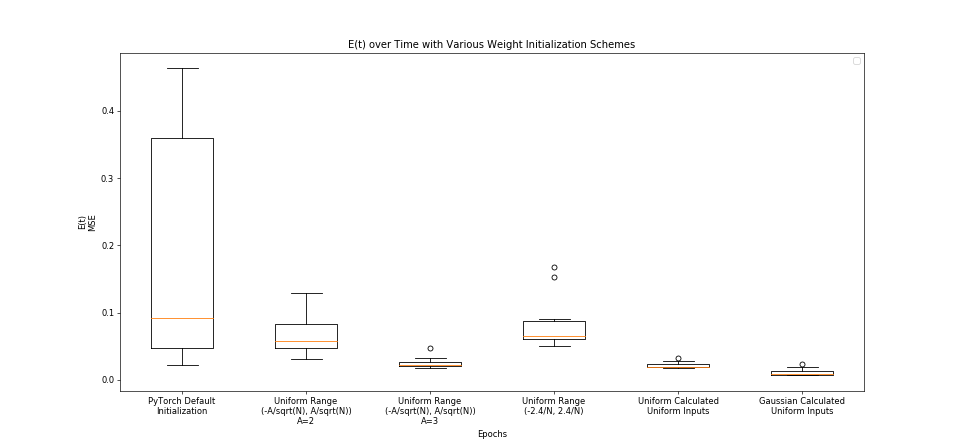 E(t) over Time with Various Weight Initialization Schemes
E(t)
MSE
0.4
0.3
0.2
0.1
0.0
PyTorch Default
Initialization
Uniform Range
(-A/sqrt(N), A/sqrt(N))
A=2
Uniform Range
(-A/sqrt(N), A/sqrt(N))
A=3
Uniform Range
(-2.4/N, 2.4/N)
Uniform Calculated
Uniform Inputs
Gaussian Calculated
Uniform Inputs
Epochs